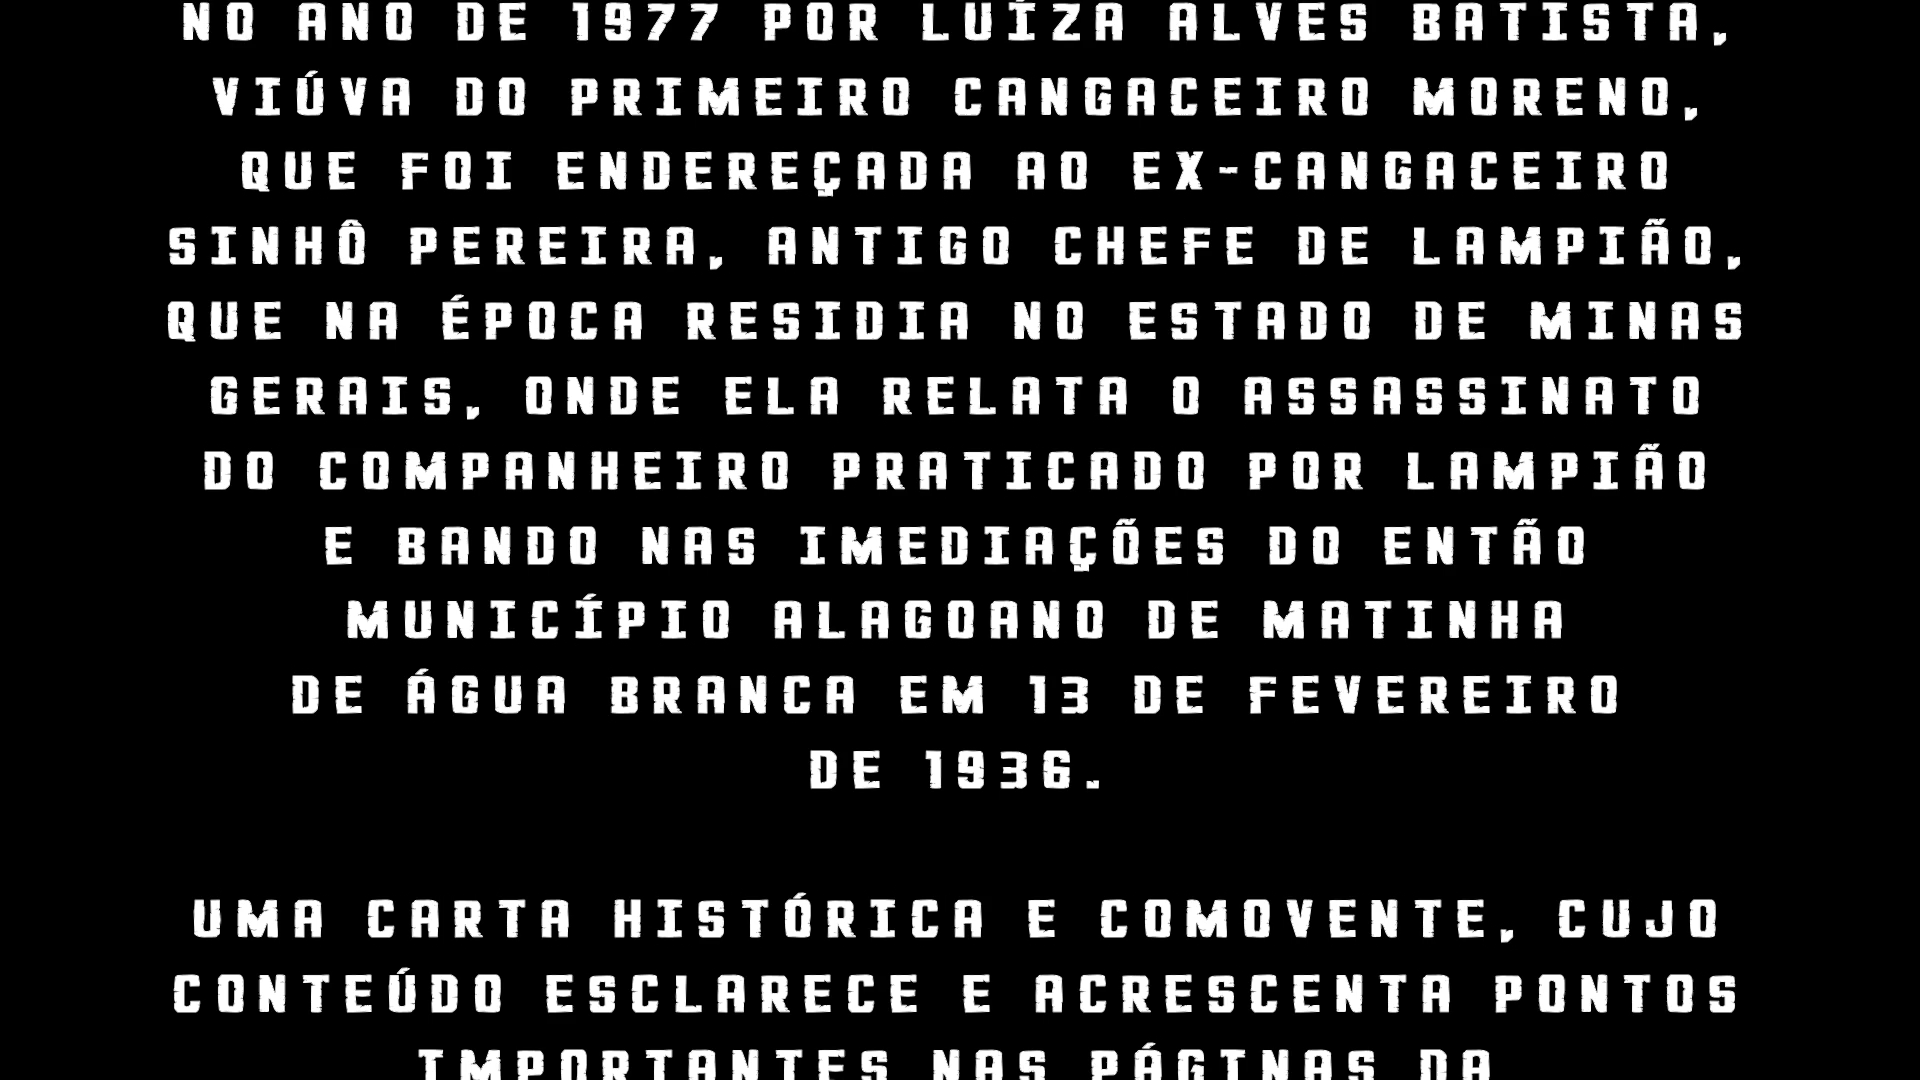 NO ANO DE 1977 POR LUÍZA ALVES BATISTA,
VIÚVA DO PRIMEIRO CANGACEIRO MORENO,
QUE FOI ENDEREÇADA AO EX-CANGACEIRO
SINHÔ PEREIRA, ANTIGO CHEFE DE LAMPIÃO,
QUE NA ÉPOCA RESIDIA NO ESTADO DE MINAS
GERAIS, ONDE ELA RELATA O ASSASSINATO
DO COMPANHEIRO PRATICADO POR LAMPIÃO
E BANDO NAS IMEDIAÇÕES DO ENTÃO
MUNICÍPIO ALAGOANO DE MATINHA
DE ÁGUA BRANCA EM 13 DE FEVEREIRO
DE 1936.
UMA CARTA HISTÓRICA E COMOVENTE, CUJO
CONTEÚDO ESCLARECE E ACRESCENTA PONTOS
IMPORTANTES NAS PÁGINAS DA